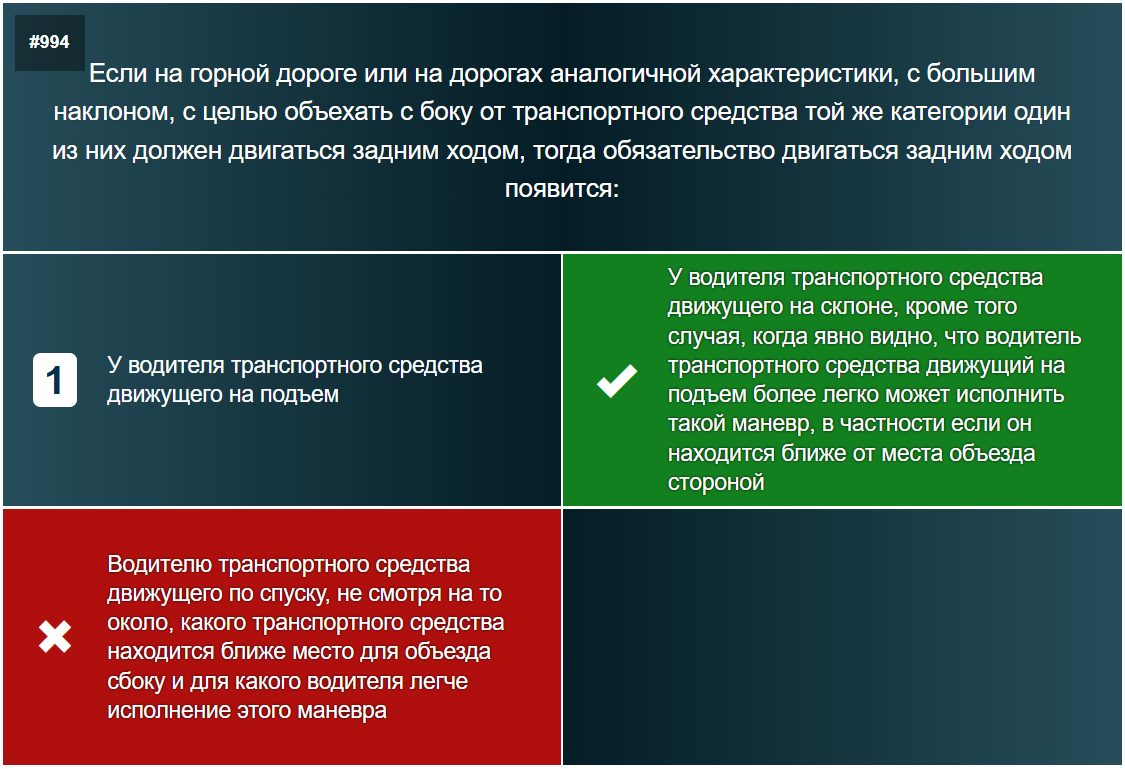 #994
Если на горной дороге или на дорогах аналогичной характеристики, с большим
наклоном, с целью объехать с боку от транспортного средства той же категории один
из них должен двигаться задним ходом, тогда обязательство двигаться задним ходом
появится:
1
У водителя транспортного средства
движущего на подъем
У водителя транспортного средства
движущего на склоне, кроме того
случая, когда явно видно, что водитель
транспортного средства движущий на
подъем более легко может исполнить
такой маневр, в частности если он
находится ближе от места объезда
стороной
Водителю транспортного средства
движущего по спуску, не смотря на то
около, какого транспортного средства
находится ближе место для объезда
сбоку и для какого водителя легче
исполнение этого маневра